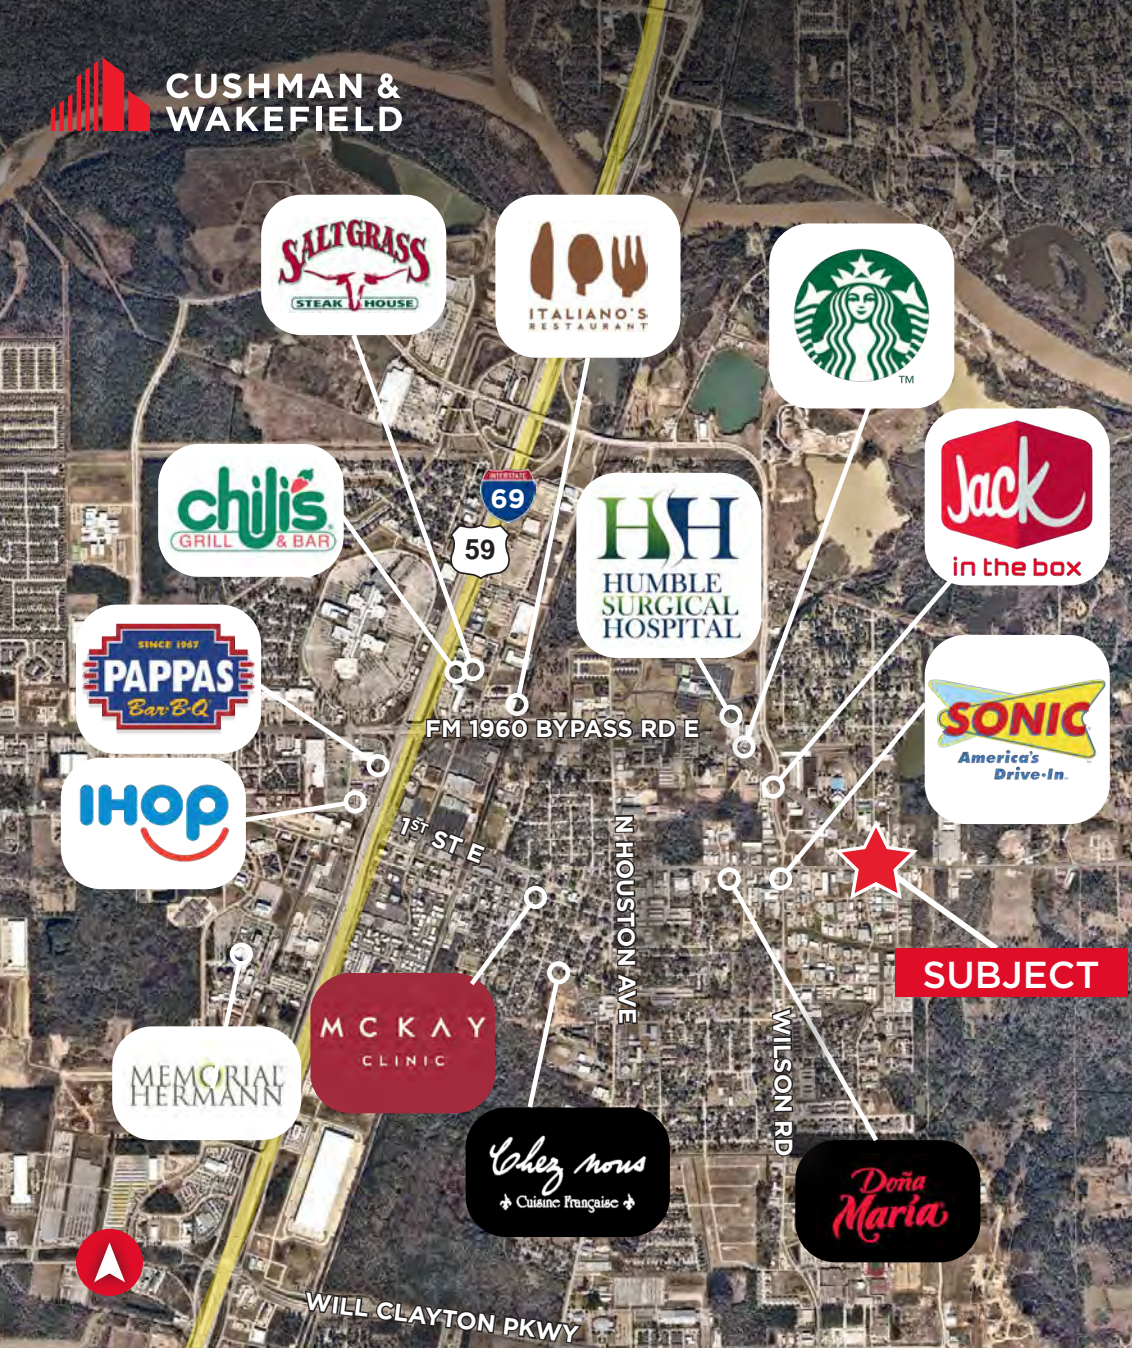 CUSHMAN &
WAKEFIELD
SALTGRASS
STEAK HOUSE
ITALIANO'S
RESTAURANT
TM
Jack
in the box
chili's
GRILL & BAR
INTERSTATE
69
59
HSH
HUMBLE
SURGICAL
HOSPITAL
SINCE 1967
PAPPAS
Bar-B-Q
SONIC
America's
Drive-In
FM 1960 BYPASS RD E
IHOP
1ST ST E
N HOUSTON AVE
SUBJECT
MCKAY
CLINIC
WILSON RD
MEMORIAL
HERMANN
Chez nous
Cuisine Française
Doña
María
WILL CLAYTON PKWY